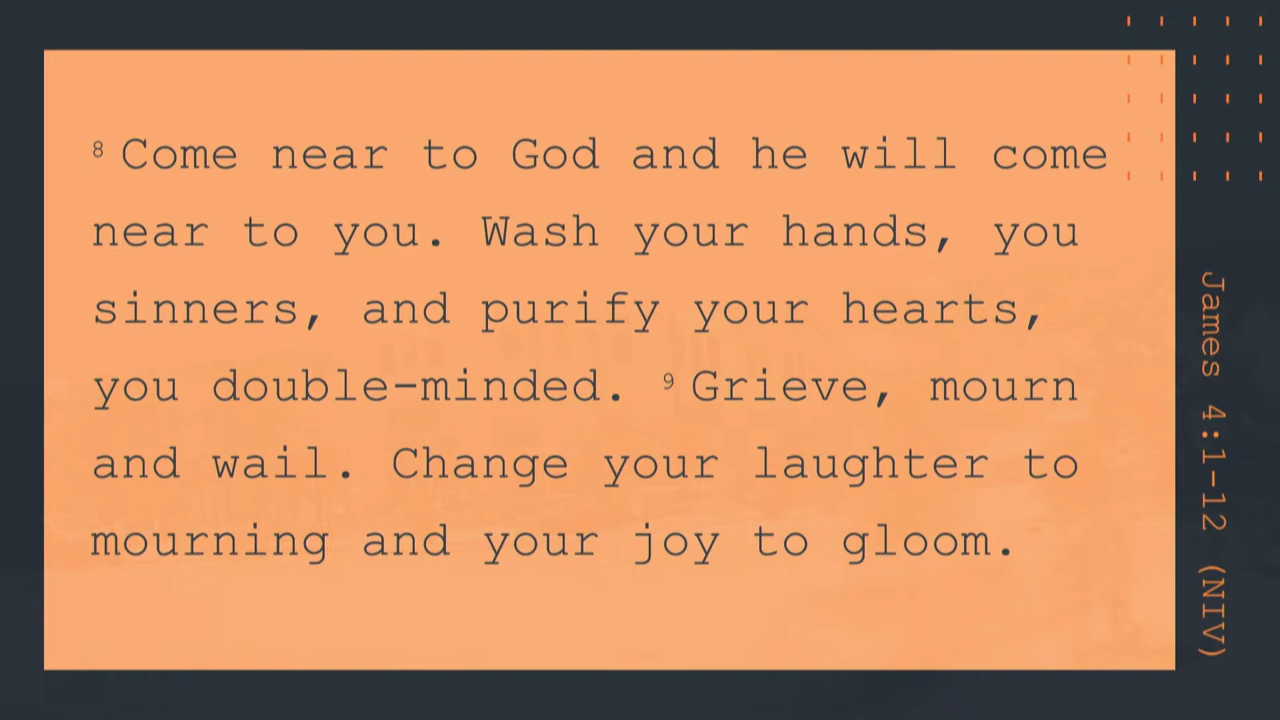 8 Come near to God and he will come
near to you. Wash your hands, you
sinners, and purify your hearts,
you double-minded. 9 Grieve, mourn
and wail. Change your laughter to
mourning and your joy to gloom.
James 4:1-12 (NIV)